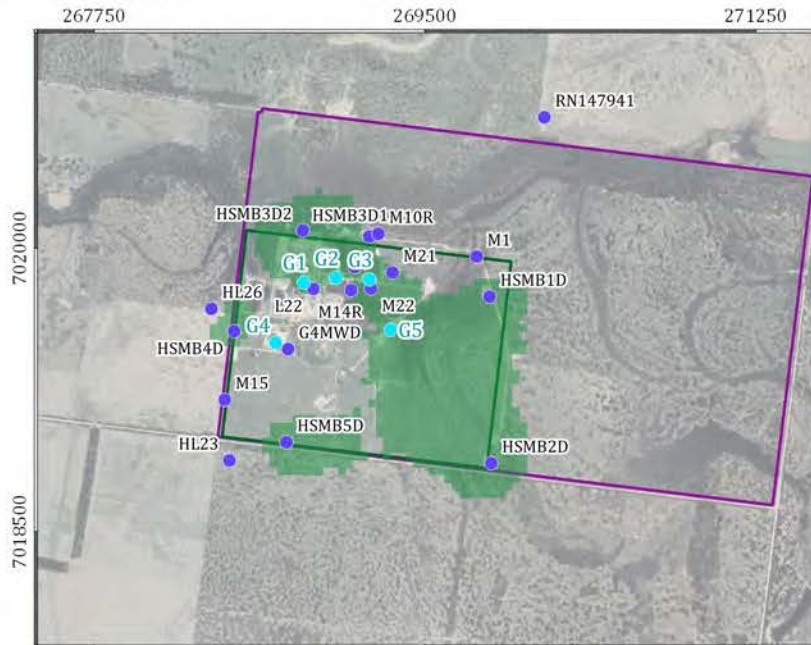 267750
269500
271250
RN147941
HSMB3D2
HSMB3D1
M10R
7020000
M1
M21
G1
G2
G3
HSMB1D
HL26
L22
M14R
M22
G4
G4MWD
G5
HSMB4D
M15
HL23
HSMB5D
HSMB2D
7018500